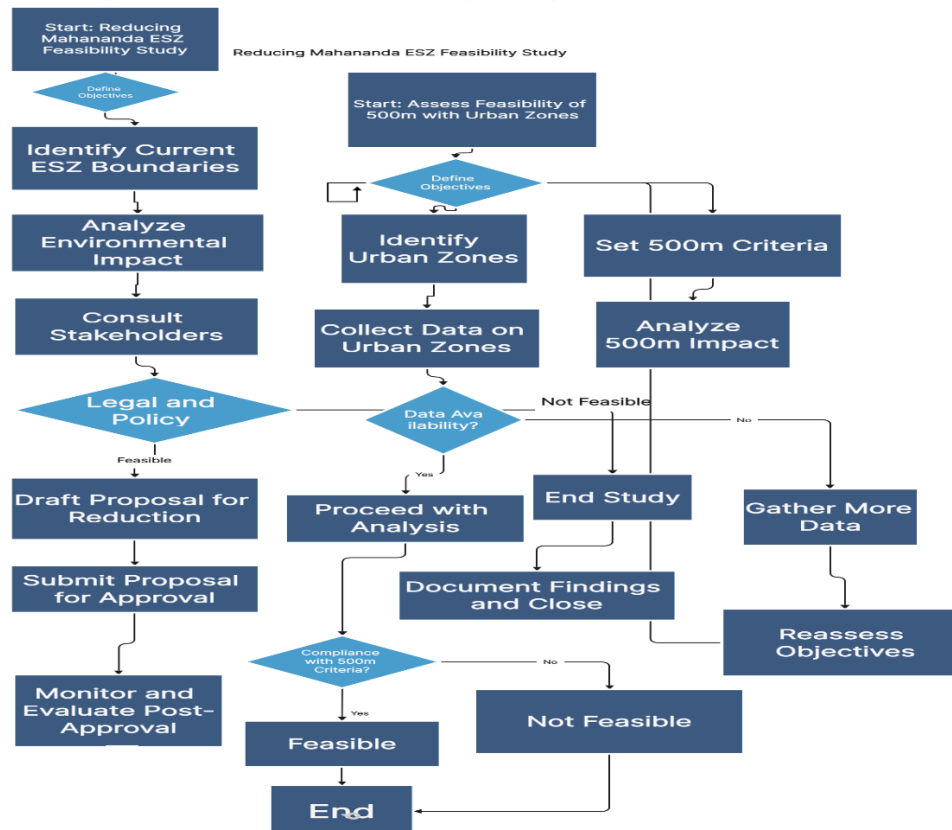 Start: Reducing
Mahananda ESZ
Feasibility Study
Reducing Mahananda ESZ Feasibility Study
Define
Objectives
Identify Current
ESZ Boundaries
Analyze
Environmental
Impact
Consult
Stakeholders
Legal and
Policy
Feasible
Draft Proposal for
Reduction
Submit Proposal
for Approval
Monitor and
Evaluate Post-
Approval
Start: Assess Feasibility of
500m with Urban Zones
Define
Objectives
Identify
Urban Zones
Set 500m Criteria
Collect Data on
Urban Zones
Analyze
500m Impact
Data Ava
ilability?
Not Feasible
No
Yes
Proceed with
Analysis
End Study
Gather More
Data
Document Findings
and Close
Reassess
Objectives
Compliance
with 500m
Criteria?
No
Yes
Feasible
Not Feasible
End